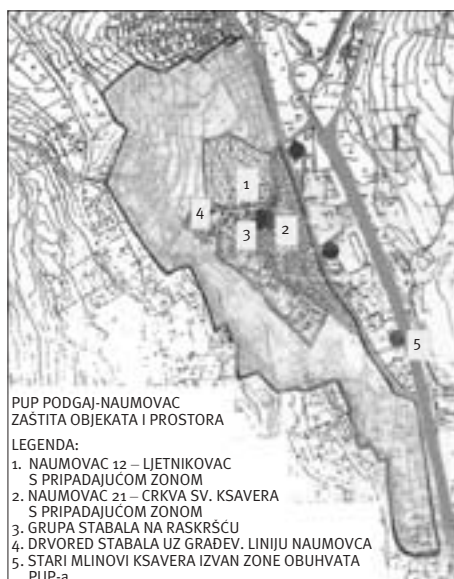 1
4
3
2
5
PUP PODGAJ-NAUMOVAC
ZAŠTITA OBJEKATA I PROSTORA
LEGENDA:
1. NAUMOVAC 12 – LJETNIKOVAC
S PRIPADAJUĆOM ZONOM
2. NAUMOVAC 21 – CRKVA SV. KSAVERA
S PRIPADAJUĆOM ZONOM
3. GRUPA STABALA NA RASKRŠĆU
4. DRVORED STABALA UZ GRAĐEV. LINIJU NAUMOVCA
5. STARI MLINOVI KSAVERA IZVAN ZONE OBUHVATA
PUP-a